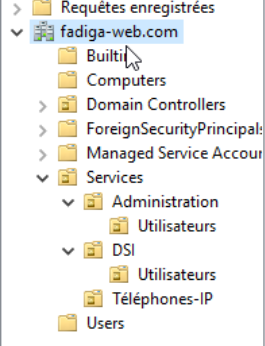 Requêtes enregistrées
fadiga-web.com
Builtin
Computers
Domain Controllers
ForeignSecurityPrincipals
Managed Service Accour
Services
Administration
Utilisateurs
DSI
Utilisateurs
Téléphones-IP
Users